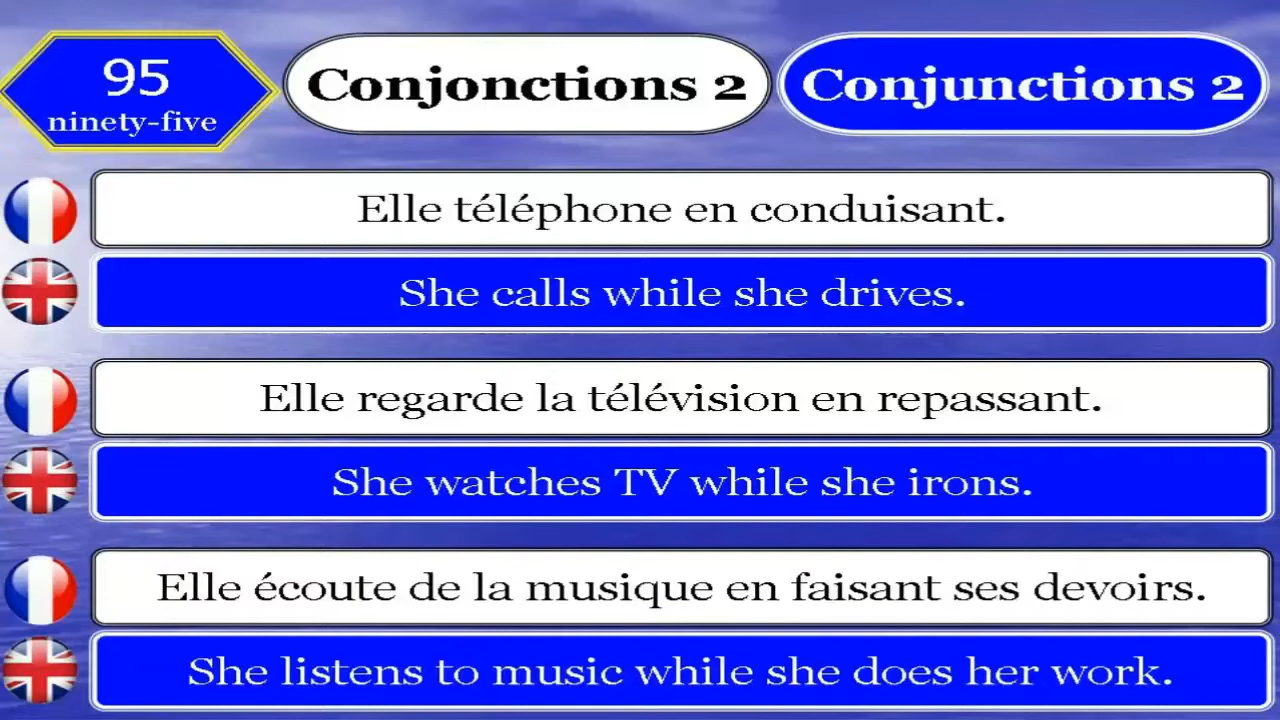 95
ninety-five
Conjonctions 2
Conjunctions 2
Elle téléphone en conduisant.
She calls while she drives.
Elle regarde la télévision en repassant.
She watches TV while she irons.
Elle écoute de la musique en faisant ses devoirs.
She listens to music while she does her work.